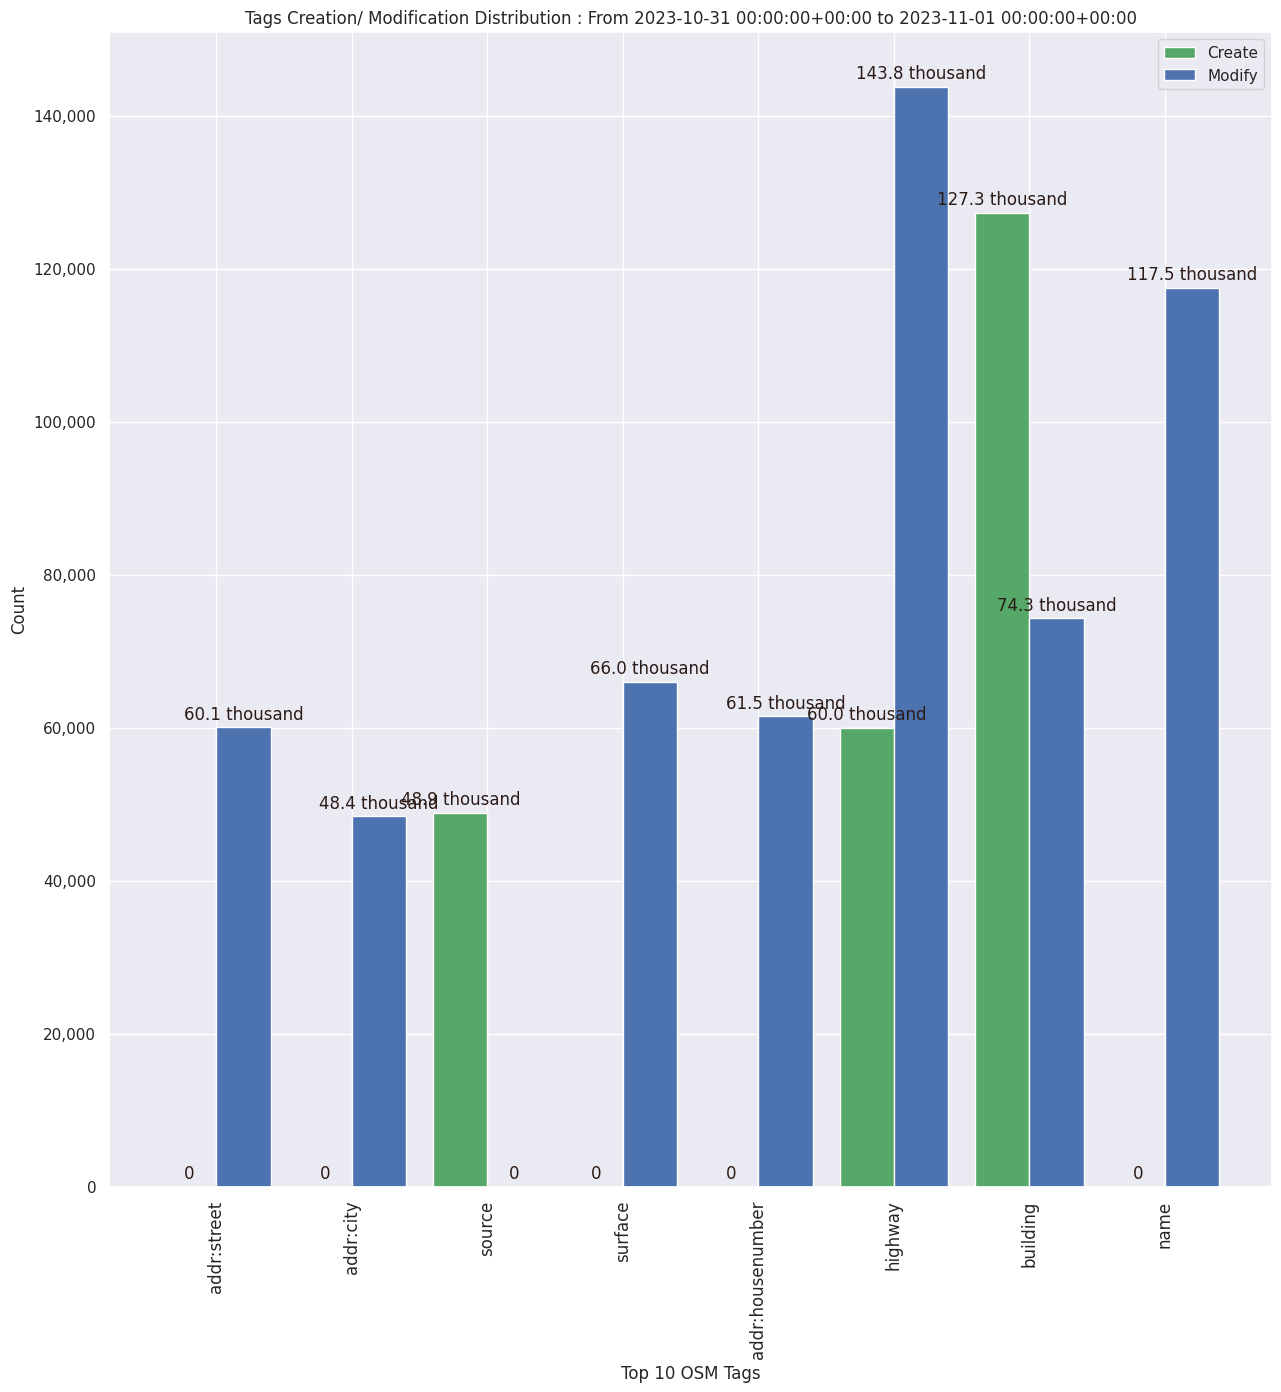 Tags Creation/ Modification Distribution : From 2023-10-31 00:00:00+00:00 to 2023-11-01 00:00:00+00:00
Create
Modify
143.8 thousand
140,000
127.3 thousand
120,000
117.5 thousand
100,000
80,000
Count
74.3 thousand
66.0 thousand
61.5 thousand
60.1 thousand
60.0 thousand
60,000
48.4 thousand
48.9 thousand
40,000
20,000
0
0
0
0
0
0
0
addr:street
addr:city
source
surface
addr:housenumber
highway
building
name
Top 10 OSM Tags